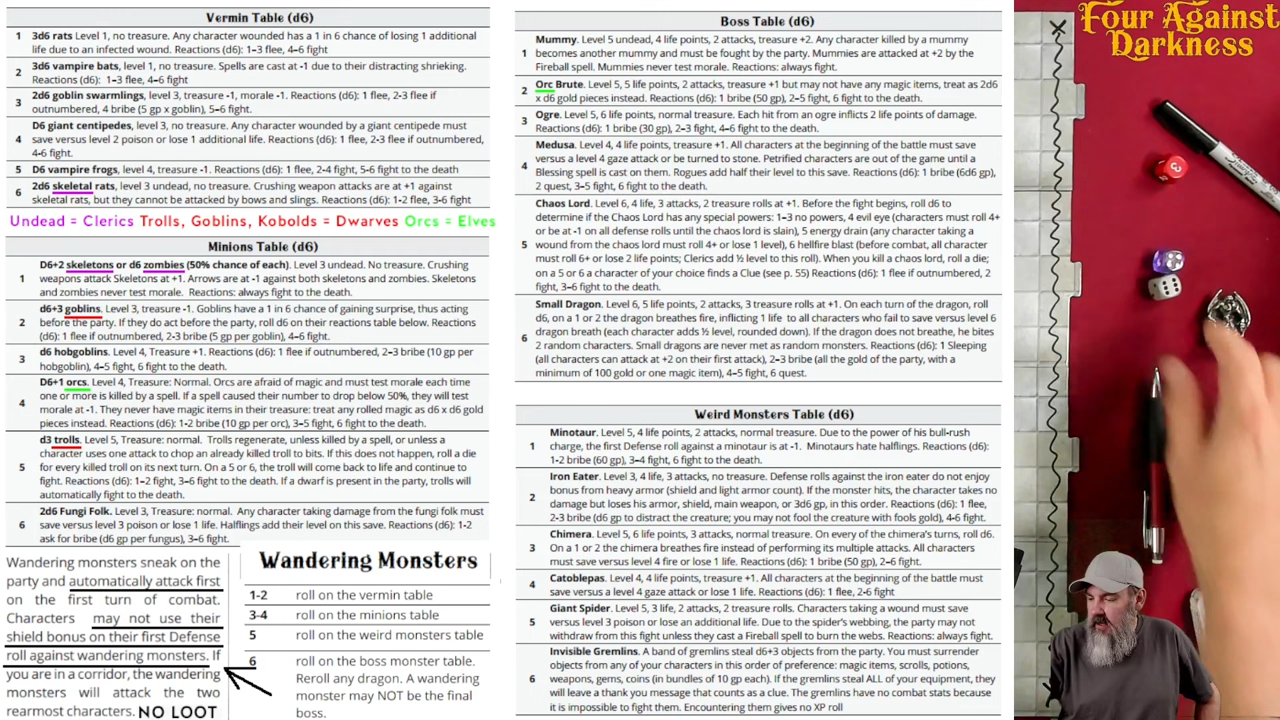 Vermin Table (d6)
1 3d6 rats Level 1, no treasure. Any character wounded has a 1 in 6 chance of losing 1 additional
life due to an infected wound. Reactions (d6): 1–3 flee, 4–6 fight
2 3d6 vampire bats, level 1, no treasure. Spells are cast at -1 due to their distracting shrieking.
Reactions (d6): 1–3 flee, 4–6 fight
3 2d6 goblin swarmlings, level 3, treasure -1, morale -1. Reactions (d6): 1 flee, 2-3 flee if
outnumbered, 4 bribe (5 gp x goblin), 5–6 fight.
4 D6 giant centipedes, level 3, no treasure. Any character wounded by a giant centipede must
save versus level 2 poison or lose 1 additional life. Reactions (d6): 1 flee, 2-3 flee if outnumbered,
4–6 fight.
5 D6 vampire frogs, level 4, treasure -1. Reactions (d6): 1 flee, 2-4 fight, 5-6 fight to the death
6 2d6 skeletal rats, level 3 undead, no treasure. Crushing weapon attacks are at +1 against
skeletal rats, but they cannot be attacked by bows and slings. Reactions (d6): 1-2 flee, 3-6 fight
Undead = Clerics Trolls, Goblins, Kobolds = Dwarves Orcs = Elves
Minions Table (d6)
1 D6+2 skeletons or d6 zombies (50% chance of each). Level 3 undead. No treasure. Crushing
weapons attack Skeletons at +1. Arrows are at -1 against both skeletons and zombies. Skeletons
and zombies never test morale. Reactions: always fight to the death.
2 d6+3 goblins. Level 3, treasure -1. Goblins have a 1 in 6 chance of gaining surprise, thus acting
before the party. If they do act before the party, roll d6 on their reactions table below. Reactions
(d6): 1 flee if outnumbered, 2-3 bribe (5 gp per goblin), 4–6 fight.
3 d6 hobgoblins. Level 4, Treasure +1. Reactions (d6): 1 flee if outnumbered, 2–3 bribe (10 gp per
hobgoblin), 4–5 fight, 6 fight to the death.
4 D6+1 orcs. Level 4, Treasure: Normal. Orcs are afraid of magic and must test morale each time
one or more is killed by a spell. If a spell caused their number to drop below 50%, they will test
morale at -1. They never have magic items in their treasure: treat any rolled magic as d6 x d6 gold
pieces instead. Reactions (d6): 1-2 bribe (10 gp per orc), 3–5 fight, 6 fight to the death.
5 d3 trolls. Level 5, Treasure: normal. Trolls regenerate, unless killed by a spell, or unless a
character uses one attack to chop an already killed troll to bits. If this does not happen, roll a die
for every killed troll on its next turn. On a 5 or 6, the troll will come back to life and continue to
fight. Reactions (d6): 1–2 fight, 3–6 fight to the death. If a dwarf is present in the party, trolls will
automatically fight to the death.
6 2d6 Fungi Folk. Level 3, Treasure: normal. Any character taking damage from the fungi folk must
save versus level 3 poison or lose 1 life. Halflings add their level on this save. Reactions (d6): 1-2
ask for bribe (d6 gp per fungus), 3–6 fight.
Wandering monsters sneak on the
party and automatically attack first
on the first turn of combat.
Characters may not use their
shield bonus on their first Defense
roll against wandering monsters. If
you are in a corridor, the wandering
monsters will attack the two
rearmost characters. NO LOOT
Wandering Monsters
1-2 roll on the vermin table
3-4 roll on the minions table
5 roll on the weird monsters table
6 roll on the boss monster table.
Reroll any dragon. A wandering
monster may NOT be the final
boss.
Boss Table (d6)
1 Mummy. Level 5 undead, 4 life points, 2 attacks, treasure +2. Any character killed by a mummy
becomes another mummy and must be fought by the party. Mummies are attacked at +2 by the
Fireball spell. Mummies never test morale. Reactions: always fight.
2 Orc Brute. Level 5, 5 life points, 2 attacks, treasure +1 but may not have any magic items, treat as 2d6
x d6 gold pieces instead. Reactions (d6): 1 bribe (50 gp), 2–5 fight, 6 fight to the death.
3 Ogre. Level 5, 6 life points, normal treasure. Each hit from an ogre inflicts 2 life points of damage.
Reactions (d6): 1 bribe (30 gp), 2–3 fight, 4–6 fight to the death.
4 Medusa. Level 4, 4 life points, treasure +1. All characters at the beginning of the battle must save
versus a level 4 gaze attack or be turned to stone. Petrified characters are out of the game until a
Blessing spell is cast on them. Rogues add half their level to this save. Reactions (d6): 1 bribe (6d6 gp),
2 quest, 3–5 fight, 6 fight to the death.
5 Chaos Lord. Level 6, 4 life, 3 attacks, 2 treasure rolls at +1. Before the fight begins, roll d6 to
determine if the Chaos Lord has any special powers: 1–3 no powers, 4 evil eye (characters must roll 4+
or be at -1 on all defense rolls until the chaos lord is slain), 5 energy drain (any character taking a
wound from the chaos lord must roll 4+ or lose 1 level), 6 hellfire blast (before combat, all character
must roll 6+ or lose 2 life points; Clerics add ½ level to this roll). When you kill a chaos lord, roll a die;
on a 5 or 6 a character of your choice finds a Clue (see p. 55) Reactions (d6): 1 flee if outnumbered, 2
fight, 3–6 fight to the death.
6 Small Dragon. Level 6, 5 life points, 2 attacks, 3 treasure rolls at +1. On each turn of the dragon, roll
d6, on a 1 or 2 the dragon breathes fire, inflicting 1 life to all characters who fail to save versus level 6
dragon breath (each character adds ½ level, rounded down). If the dragon does not breathe, he bites
2 random characters. Small dragons are never met as random monsters. Reactions (d6): 1 Sleeping
(all characters can attack at +2 on their first attack), 2–3 bribe (all the gold of the party, with a
minimum of 100 gold or one magic item), 4–5 fight, 6 quest.
Weird Monsters Table (d6)
1 Minotaur. Level 5, 4 life points, 2 attacks, normal treasure. Due to the power of his bull-rush
charge, the first Defense roll against a minotaur is at -1. Minotaurs hate halflings. Reactions (d6):
1-2 bribe (60 gp), 3–4 fight, 6 fight to the death.
2 Iron Eater. Level 3, 4 life, 3 attacks, no treasure. Defense rolls against the iron eater do not enjoy
bonus from heavy armor (shield and light armor count). If the monster hits, the character takes no
damage but loses his armor, shield, main weapon, or 3d6 gp, in this order. Reactions (d6): 1 flee,
2-3 bribe (d6 gp to distract the creature; you may not fool the creature with fools gold), 4-6 fight.
3 Chimera. Level 5, 6 life points, 3 attacks, normal treasure. On every of the chimera's turns, roll d6.
On a 1 or 2 the chimera breathes fire instead of performing its multiple attacks. All characters
must save versus level 4 fire or lose 1 life. Reactions (d6): 1 bribe (50 gp), 2–6 fight.
4 Catoblepas. Level 4, 4 life points, treasure +1. All characters at the beginning of the battle must
save versus a level 4 gaze attack or lose 1 life. Reactions (d6): 1 flee, 2-6 fight
5 Giant Spider. Level 5, 3 life, 2 attacks, 2 treasure rolls. Characters taking a wound must save
versus level 3 poison or lose an additional life. Due to the spider's webbing, the party may not
withdraw from this fight unless they cast a Fireball spell to burn the webs. Reactions: always fight.
6 Invisible Gremlins. A band of gremlins steal d6+3 objects from the party. You must surrender
objects from any of your characters in this order of preference: magic items, scrolls, potions,
weapons, gems, coins (in bundles of 10 gp each). If the gremlins steal ALL of your equipment, they
will leave a thank you message that counts as a clue. The gremlins have no combat stats because
it is impossible to fight them. Encountering them gives no XP roll
Four Against
Darkness